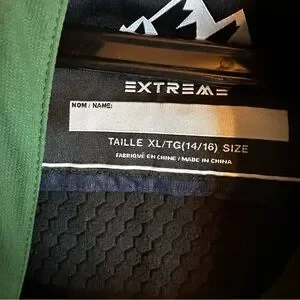 EXTREME
NOM / NAME:
TAILLE XL/TG(14/16) SIZE
FABRIQUÉ EN CHINE / MADE IN CHINA